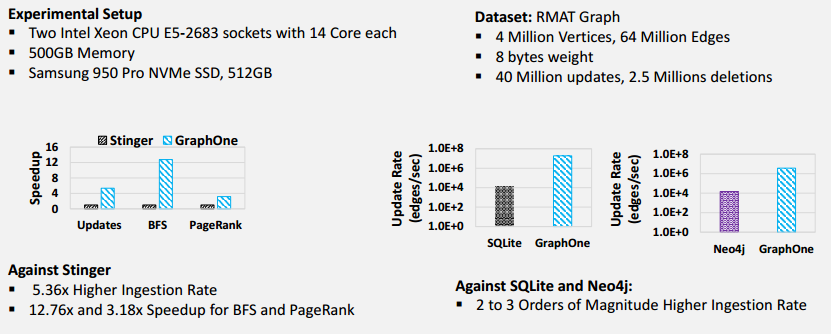 Experimental Setup
▪ Two Intel Xeon CPU E5-2683 sockets with 14 Core each
▪ 500GB Memory
▪ Samsung 950 Pro NVMe SSD, 512GB
Dataset: RMAT Graph
▪ 4 Million Vertices, 64 Million Edges
▪ 8 bytes weight
▪ 40 Million updates, 2.5 Millions deletions
Stinger GraphOne
Speedup
16
12
8
4
0
Updates BFS PageRank
Update Rate
(edges/sec)
1.0E+8
1.0E+6
1.0E+4
1.0E+2
1.0E+0
SQLite GraphOne
Update Rate
(edges/sec)
1.0E+8
1.0E+6
1.0E+4
1.0E+2
1.0E+0
Neo4j GraphOne
Against Stinger
▪ 5.36x Higher Ingestion Rate
▪ 12.76x and 3.18x Speedup for BFS and PageRank
Against SQLite and Neo4j:
▪ 2 to 3 Orders of Magnitude Higher Ingestion Rate